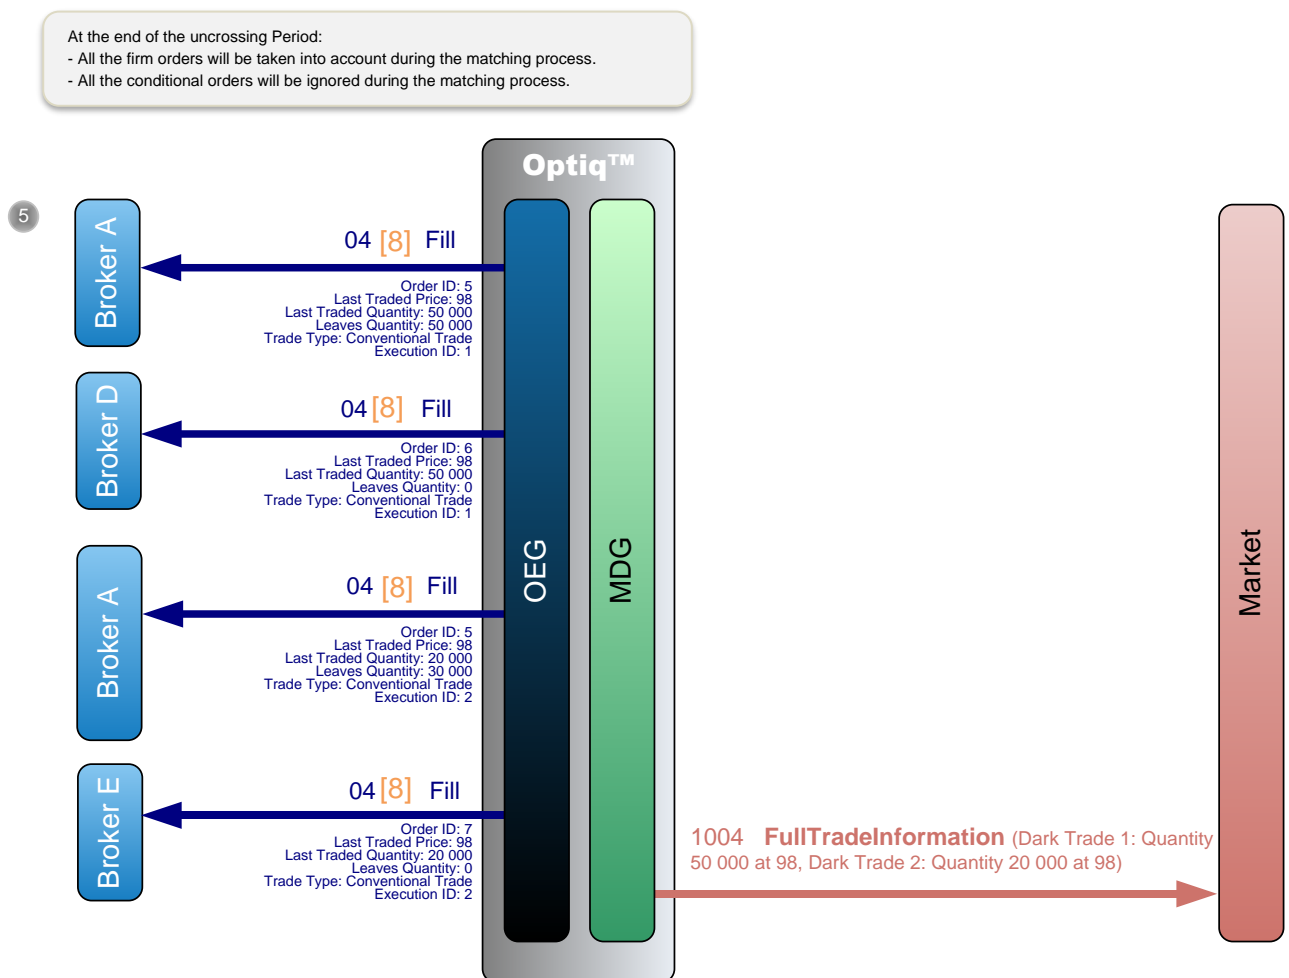 At the end of the uncrossing Period:
- All the firm orders will be taken into account during the matching process.
- All the conditional orders will be ignored during the matching process.
Optiq™
5
Broker A
04 [8] Fill
Order ID: 5
Last Traded Price: 98
Last Traded Quantity: 50 000
Leaves Quantity: 50 000
Trade Type: Conventional Trade
Execution ID: 1
Broker D
04 [8] Fill
Order ID: 6
Last Traded Price: 98
Last Traded Quantity: 50 000
Leaves Quantity: 0
Trade Type: Conventional Trade
Execution ID: 1
Broker A
04 [8] Fill
Order ID: 5
Last Traded Price: 98
Last Traded Quantity: 20 000
Leaves Quantity: 30 000
Trade Type: Conventional Trade
Execution ID: 2
Broker E
04 [8] Fill
Order ID: 7
Last Traded Price: 98
Last Traded Quantity: 20 000
Leaves Quantity: 0
Trade Type: Conventional Trade
Execution ID: 2
OEG
MDG
1004 FullTradeInformation (Dark Trade 1: Quantity
50 000 at 98, Dark Trade 2: Quantity 20 000 at 98)
Market